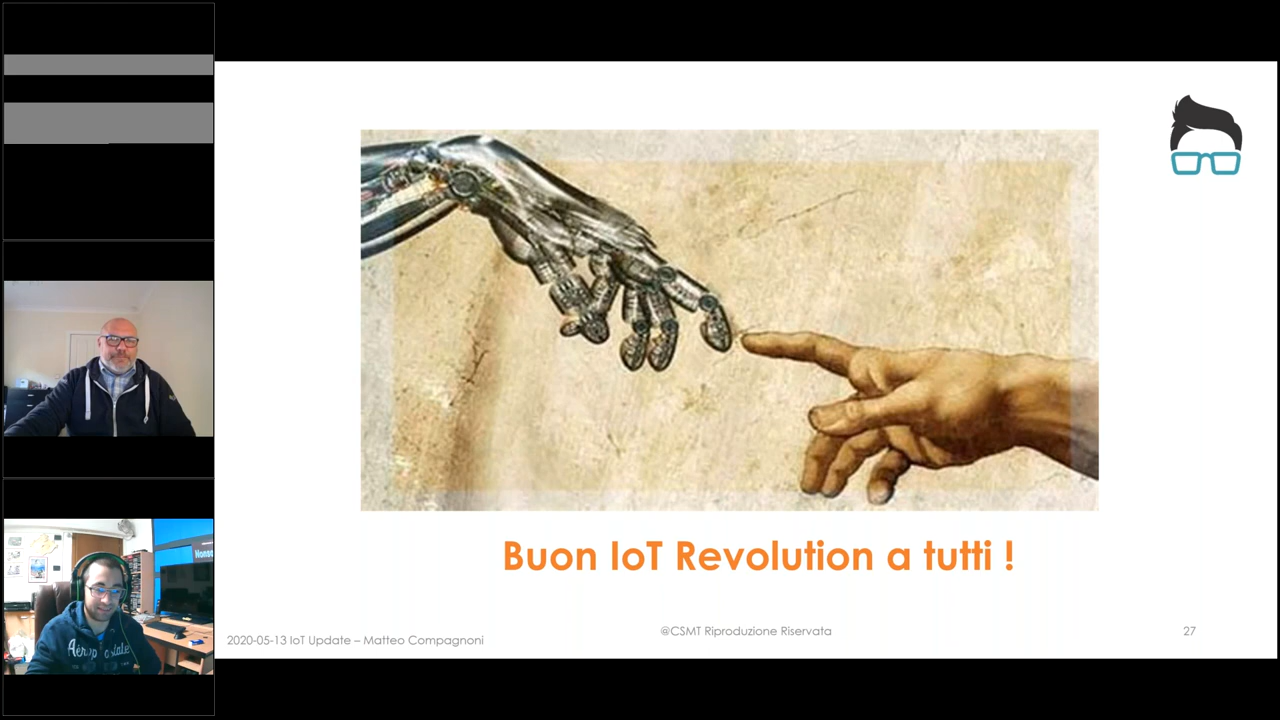 Buon IoT Revolution a tutti !
@CSMT Riproduzione Riservata
2020-05-13 IoT Update – Matteo Compagnoni
27